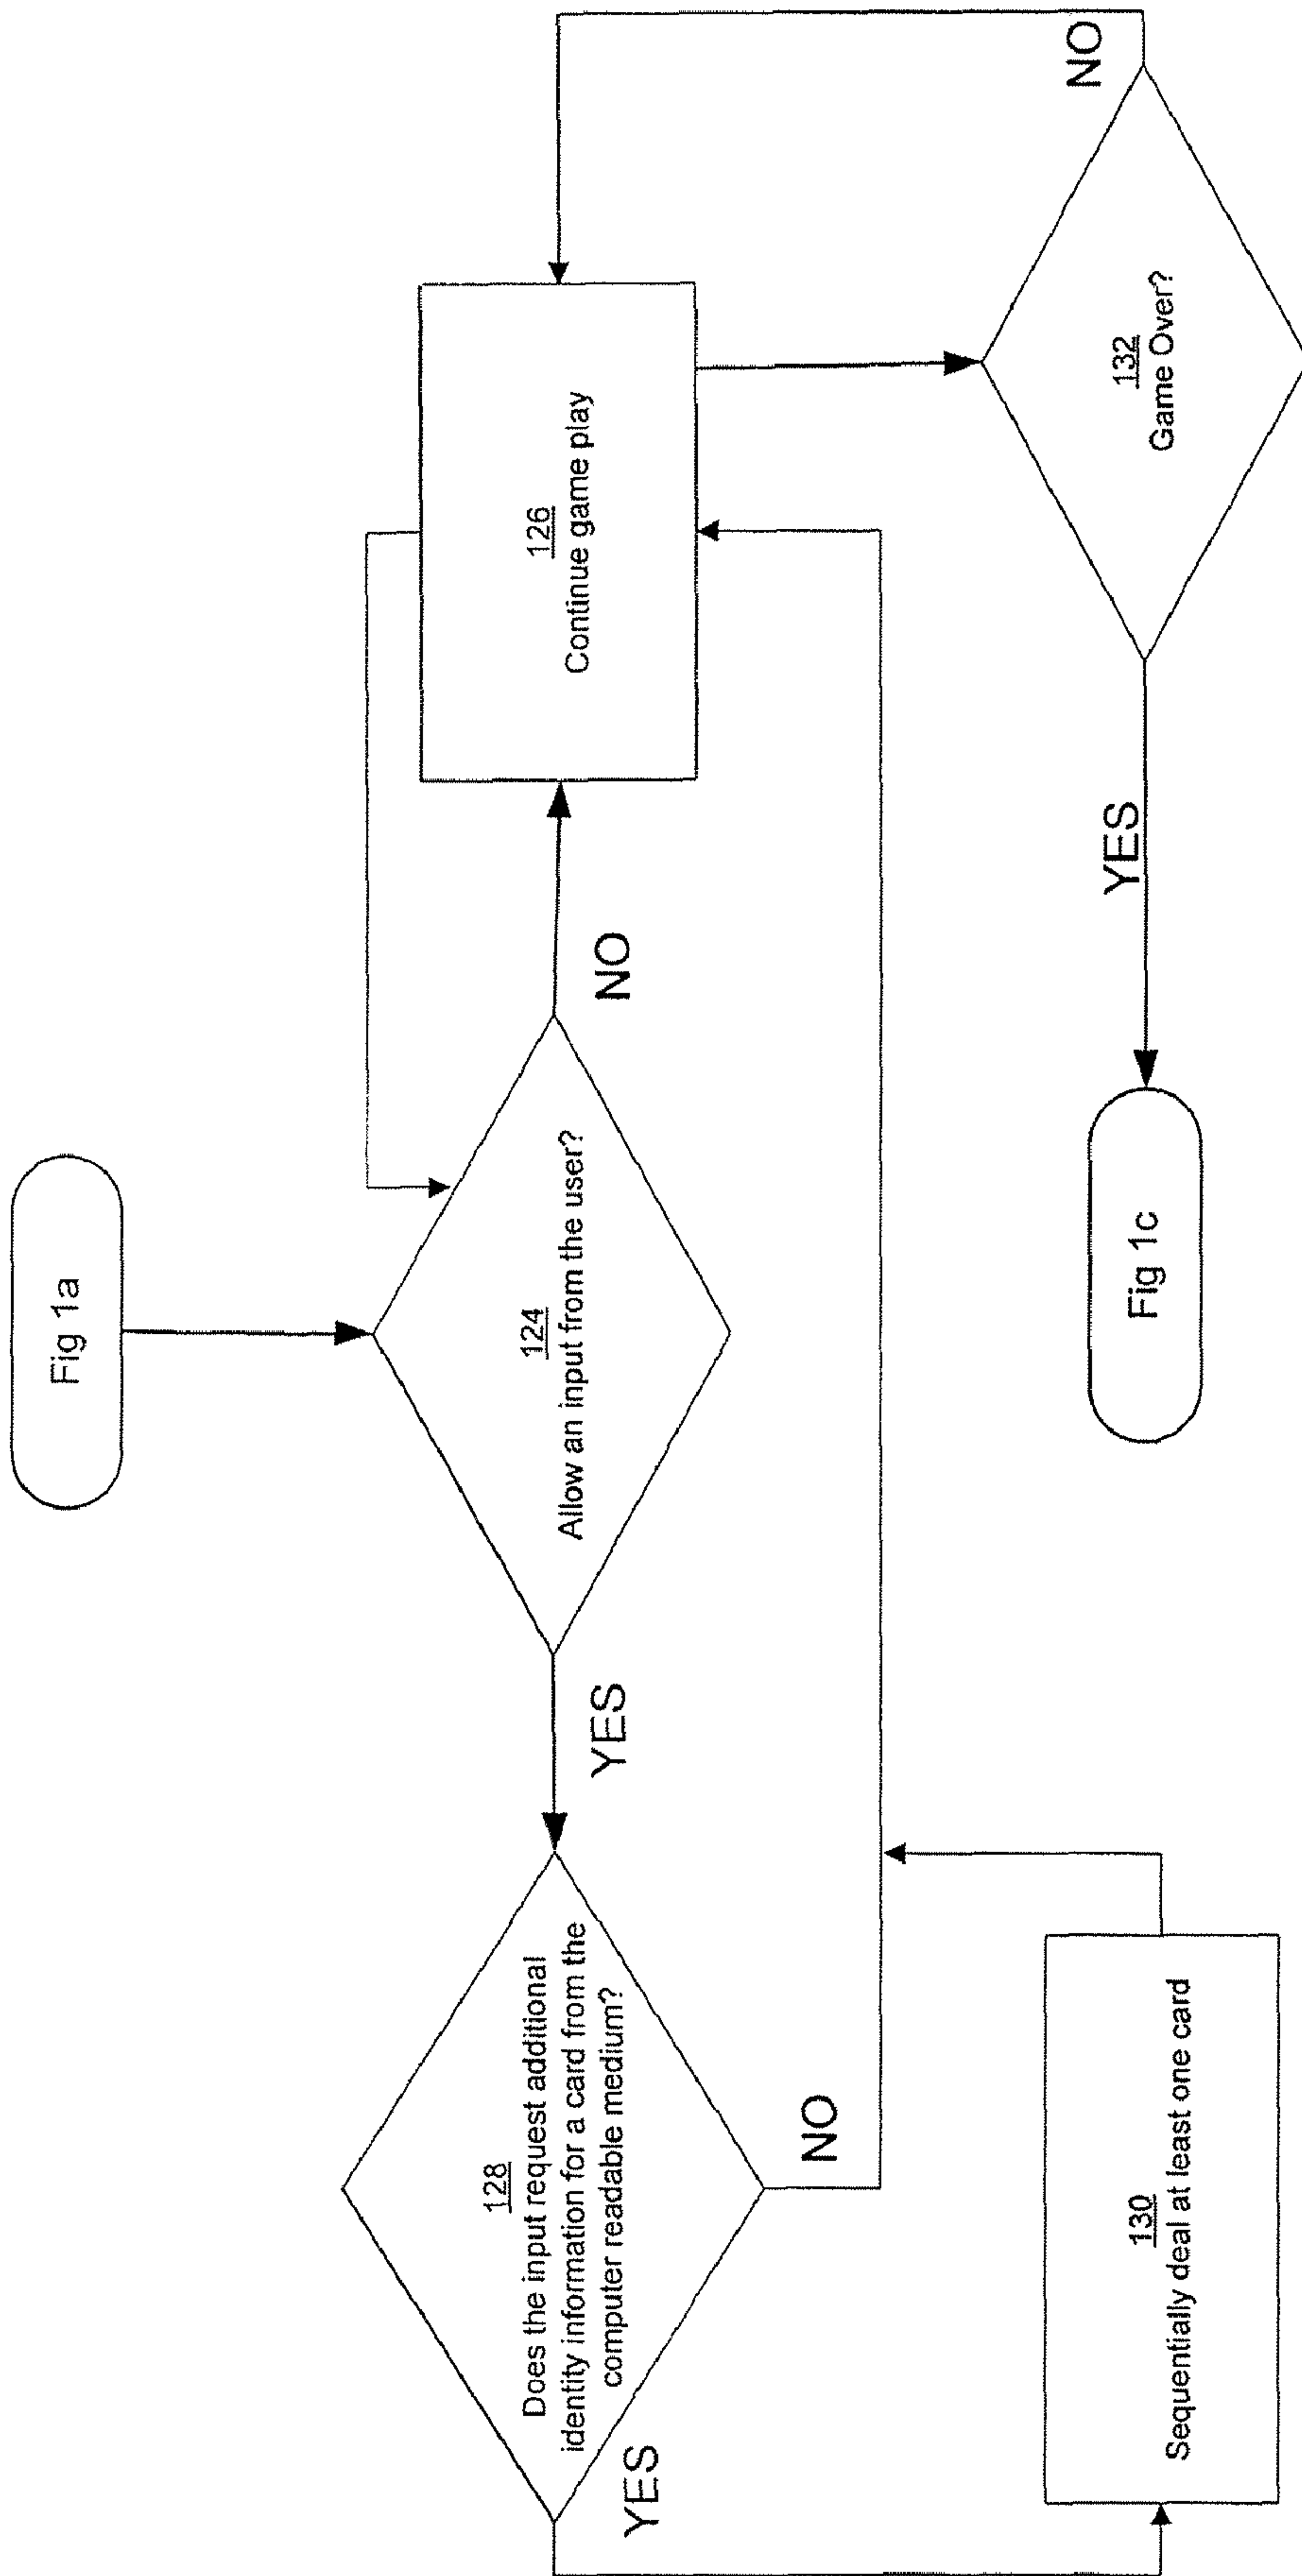 Fig 1a
124
Allow an input from the user?
NO
126
Continue game play
YES
128
Does the input request additional
identity information for a card from the
computer readable medium?
NO
YES
130
Sequentially deal at least one card
132
Game Over?
NO
YES
Fig 1c